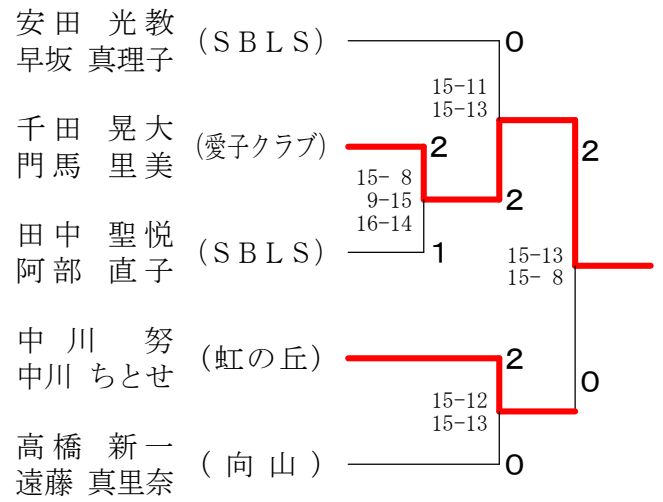 安田 光教
早坂 真理子
(SBLS)
0
15-11
15-13
千田 晃大
門馬 里美
(愛子クラブ)
2
2
15- 8
9-15
16-14
2
田中 聖悦
阿部 直子
(SBLS)
1
15-13
15- 8
中川 努
中川 ちとせ
(虹の丘)
2
0
15-12
15-13
高橋 新一
遠藤 真里奈
(向山)
0